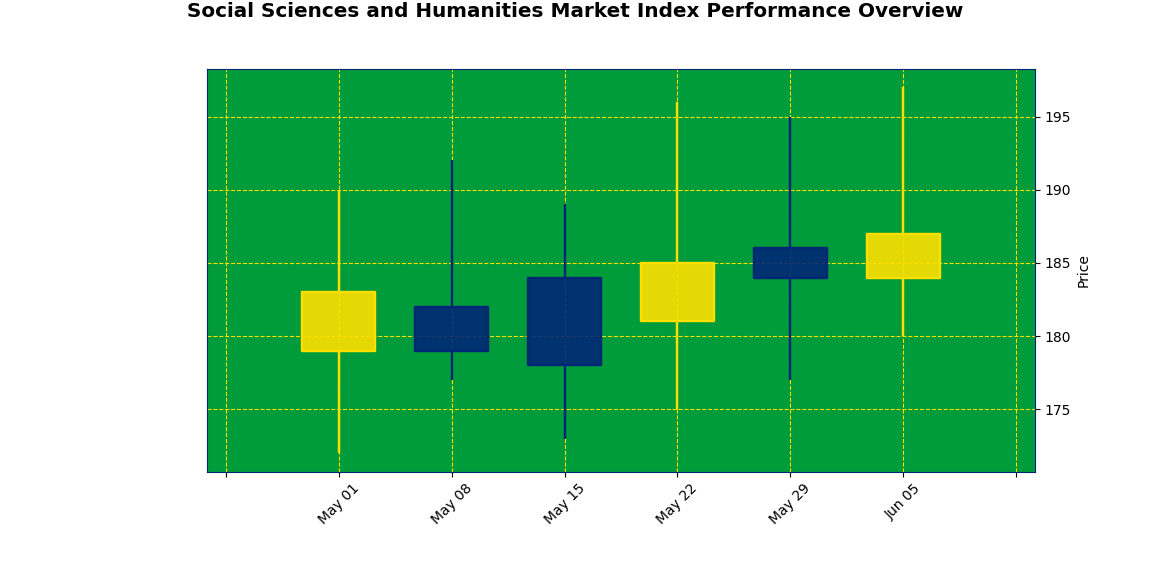 Social Sciences and Humanities Market Index Performance Overview
195
190
185
180
175
Price
May 01
May 08
May 15
May 22
May 29
Jun 05